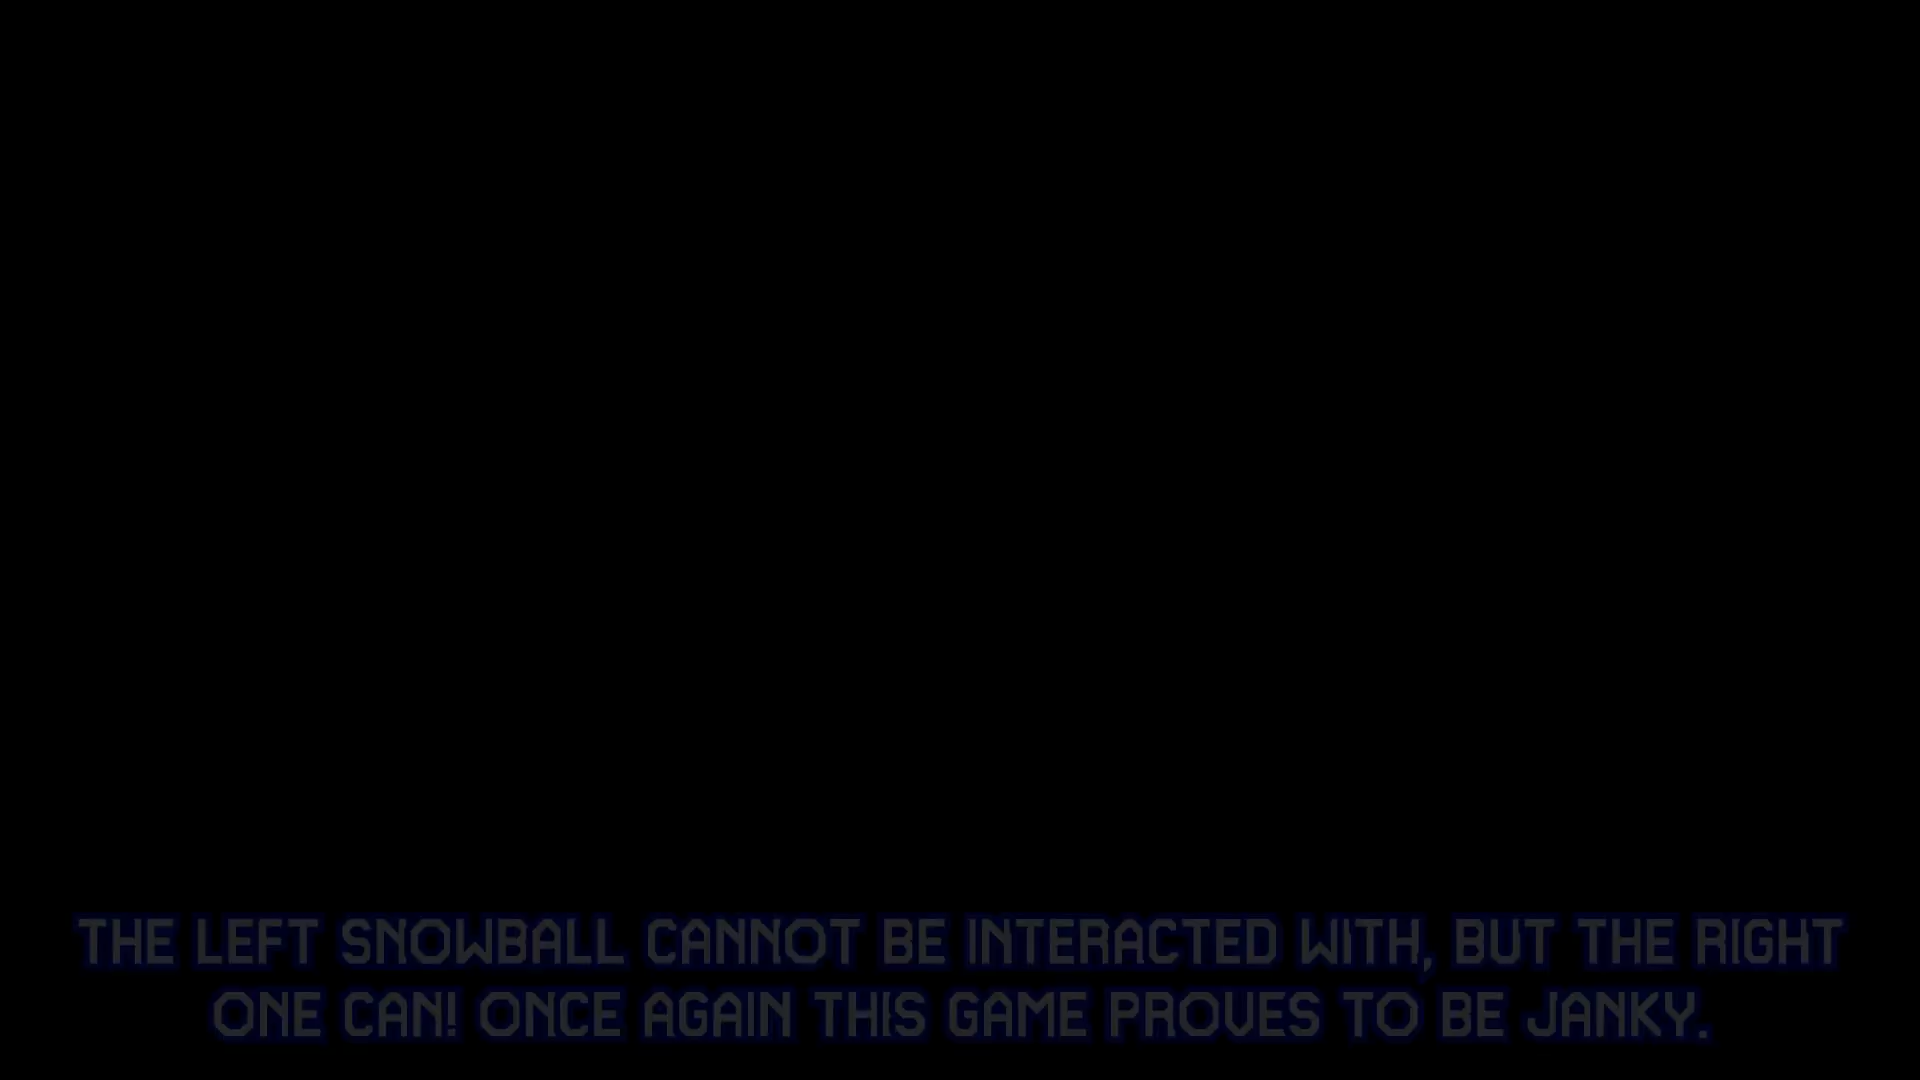 THE LEFT SNOWBALL CANNOT BE INTERACTED WITH, BUT THE RIGHT
ONE CAN! ONCE AGAIN THIS GAME PROVES TO BE JANKY.